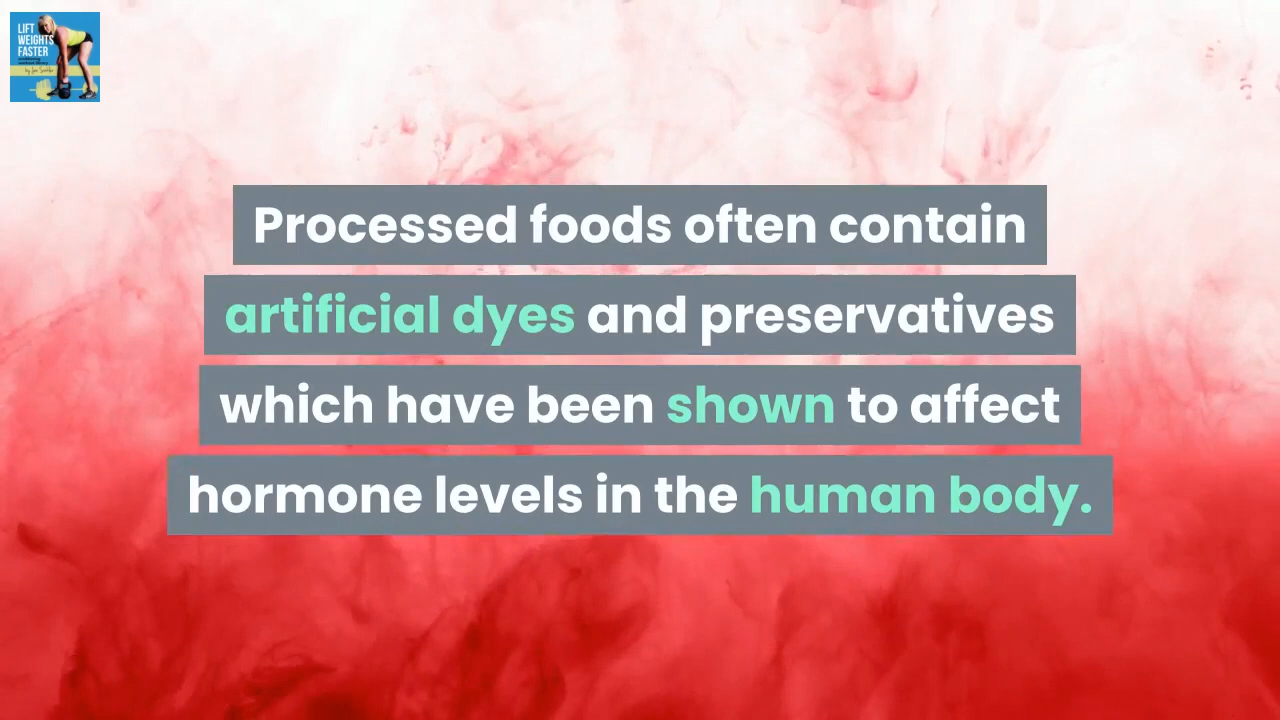 LIFT
WEIGHTS
FASTER
Processed foods often contain
artificial dyes and preservatives
which have been shown to affect
hormone levels in the human body.